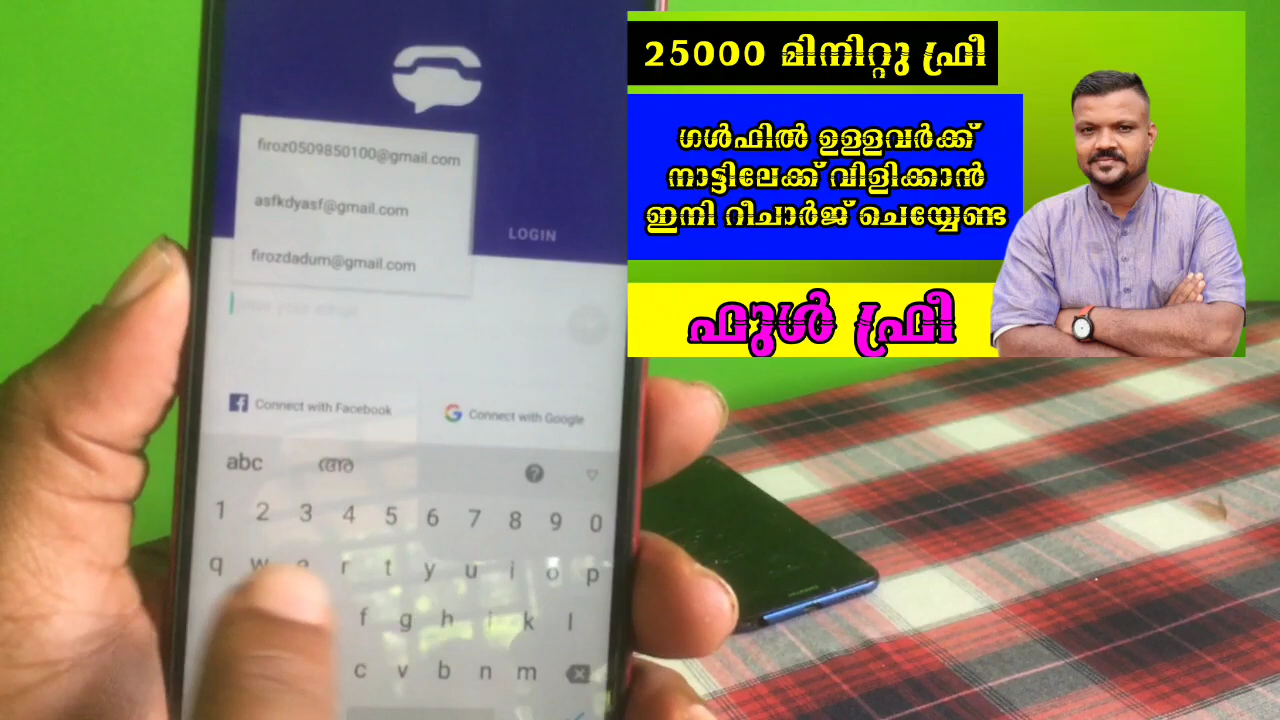 firoz0509850100@gmail.com
asfkdyasf@gmail.com
firozdadum@gmail.com
LOGIN
Connect with Facebook
G Connect with Google
abc അ ?
1 2 3 4 5 6 7 8 9 0
q w e r t y u i o p
f g h j k l
c v b n m
25000 മിനിറ്റു ഫ്രീ
ഗൾഫിൽ ഉള്ളവർക്ക്
നാട്ടിലേക്ക് വിളിക്കാൻ
ഇനി റീചാർജ് ചെയ്യേണ്ട
ഫുൾ ഫ്രീ
HUAWEI